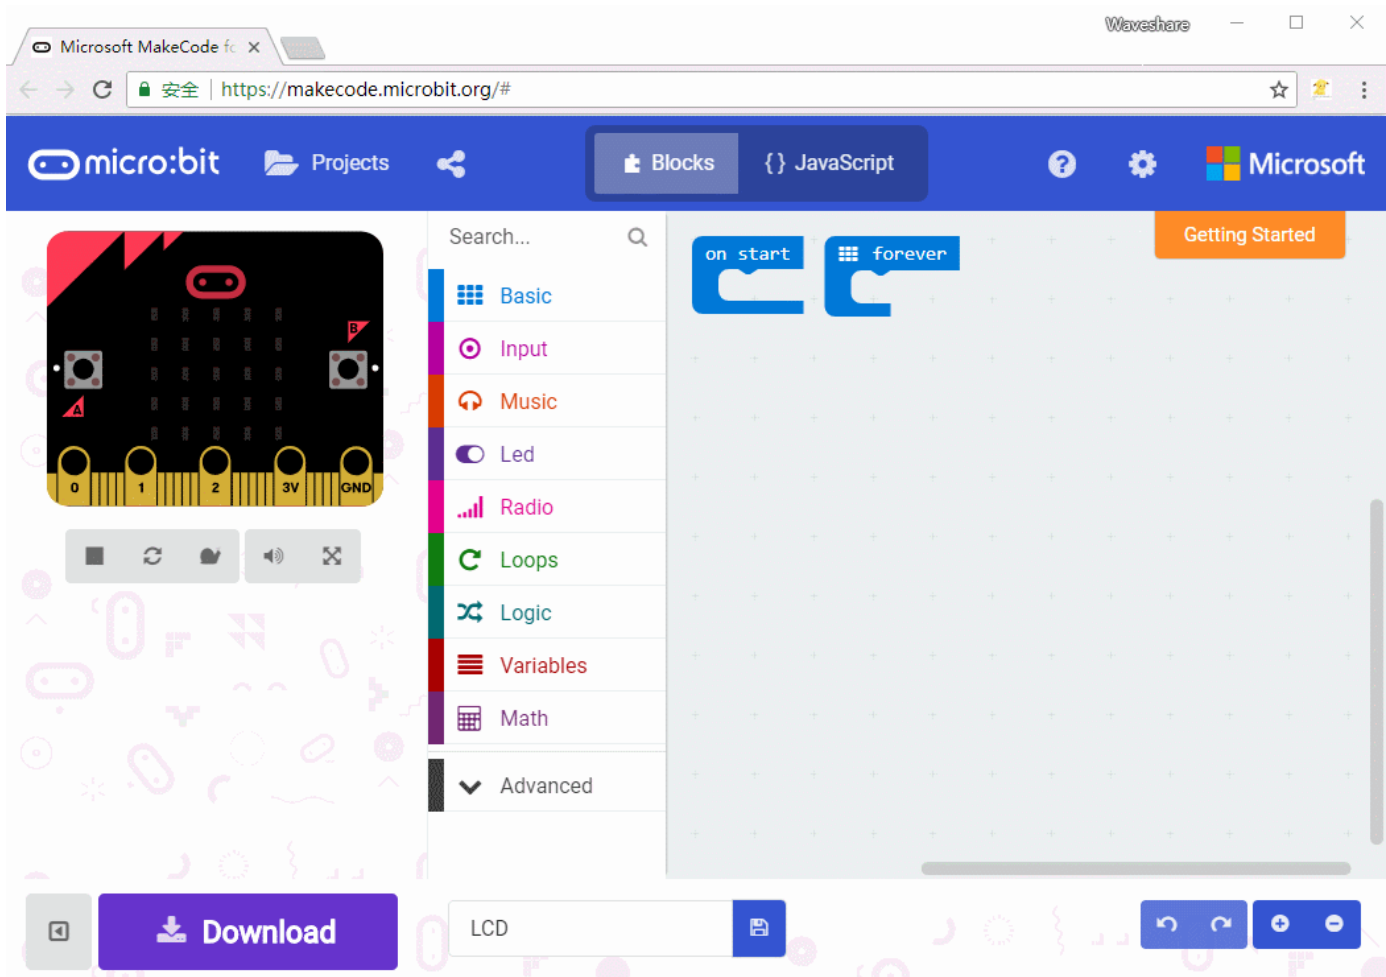 Waveshare
Microsoft MakeCode fo
安全 https://makecode.microbit.org/#
micro:bit Projects Blocks {} JavaScript Microsoft
Search...
Getting Started
on start
forever
Basic
Input
Music
Led
Radio
Loops
Logic
Variables
Math
Advanced
B
A
0 1 2 3V GND
Download
LCD